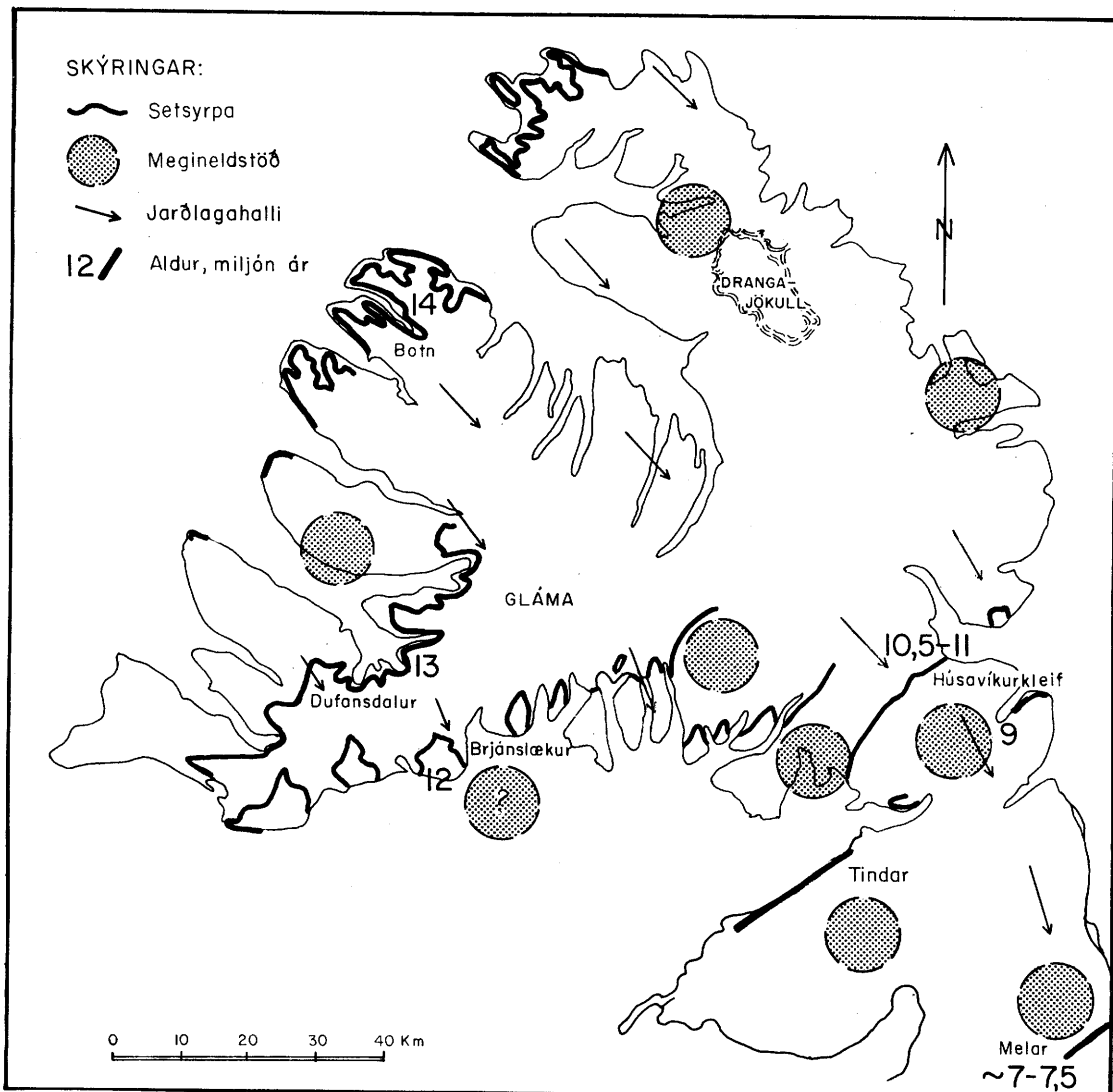 SKÝRINGAR:
Setsyrpa
Megineldstöð
Jarðlagahalli
12 Aldur, miljón ár
N
DRANGA-
JÖKULL
14
Botn
GLÁMA
10,5-11
Húsavíkurkleif
13
Dufansdalur
Brjánslækur
9
12
?
Tindar
0 10 20 30 40 Km
Melar
~7-7,5